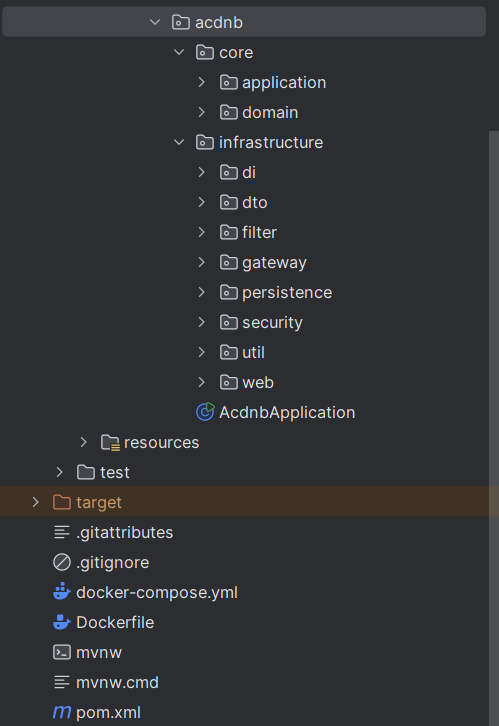 acdnb
core
application
domain
infrastructure
di
dto
filter
gateway
persistence
security
util
web
AcdnbApplication
resources
test
target
.gitattributes
.gitignore
docker-compose.yml
Dockerfile
mvnw
mvnw.cmd
pom.xml